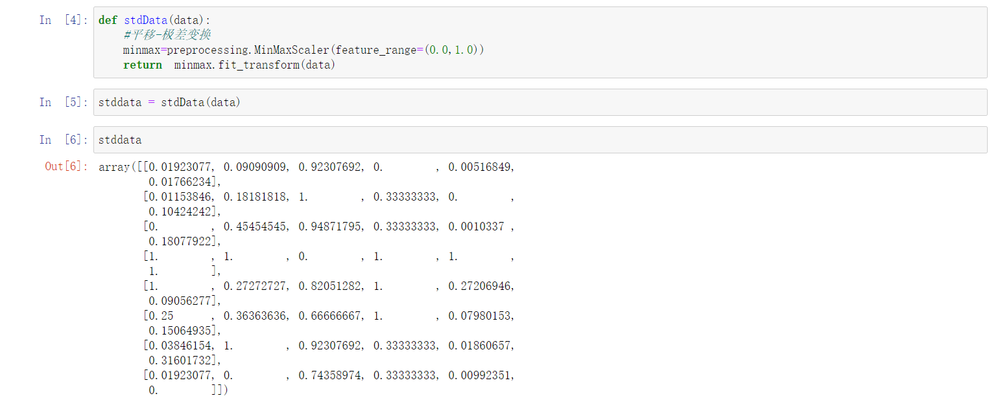 In [4]: def stdData(data):
    #平移-极差变换
    minmax=preprocessing.MinMaxScaler(feature_range=(0.0,1.0))
    return  minmax.fit_transform(data)
In [5]: stddata = stdData(data)
In [6]: stddata
Out[6]: array([[0.01923077, 0.09090909, 0.92307692, 0.        , 0.00516849,
        0.01766234],
       [0.01153846, 0.18181818, 1.        , 0.33333333, 0.        ,
        0.10424242],
       [0.        , 0.45454545, 0.94871795, 0.33333333, 0.0010337 ,
        0.18077922],
       [1.        , 1.        , 0.        , 1.        , 1.        ,
        1.        ],
       [1.        , 0.27272727, 0.82051282, 1.        , 0.27206946,
        0.09056277],
       [0.25      , 0.36363636, 0.66666667, 1.        , 0.07980153,
        0.15064935],
       [0.03846154, 1.        , 0.92307692, 0.33333333, 0.01860657,
        0.31601732],
       [0.01923077, 0.        , 0.74358974, 0.33333333, 0.00992351,
        0.        ]])